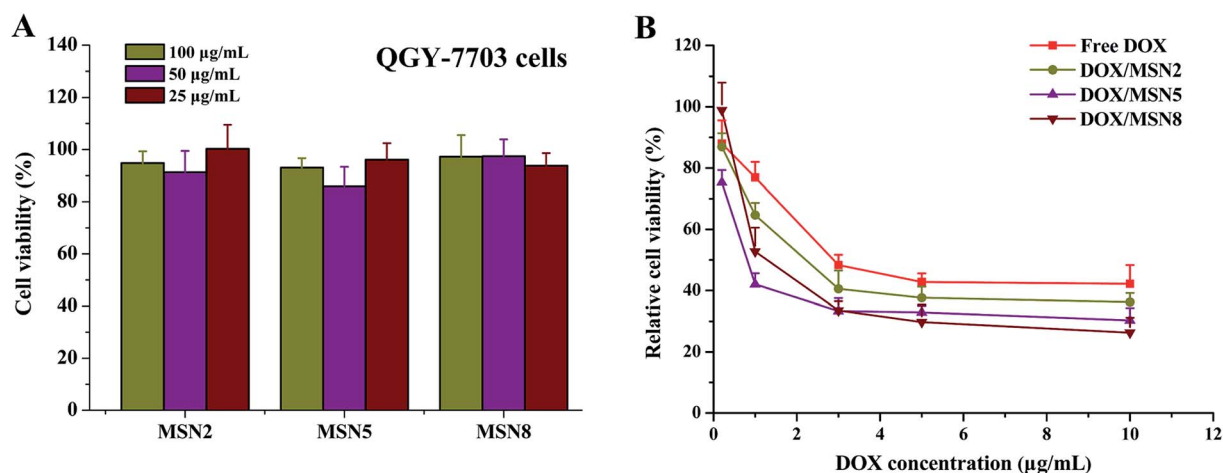 A
QGY-7703 cells
100 µg/mL
50 µg/mL
25 µg/mL
Cell viability (%)
140
120
100
80
60
40
20
0
MSN2 MSN5 MSN8
B
Free DOX
DOX/MSN2
DOX/MSN5
DOX/MSN8
Relative cell viability (%)
120
100
80
60
40
20
0
0 2 4 6 8 10
DOX concentration (µg/mL)